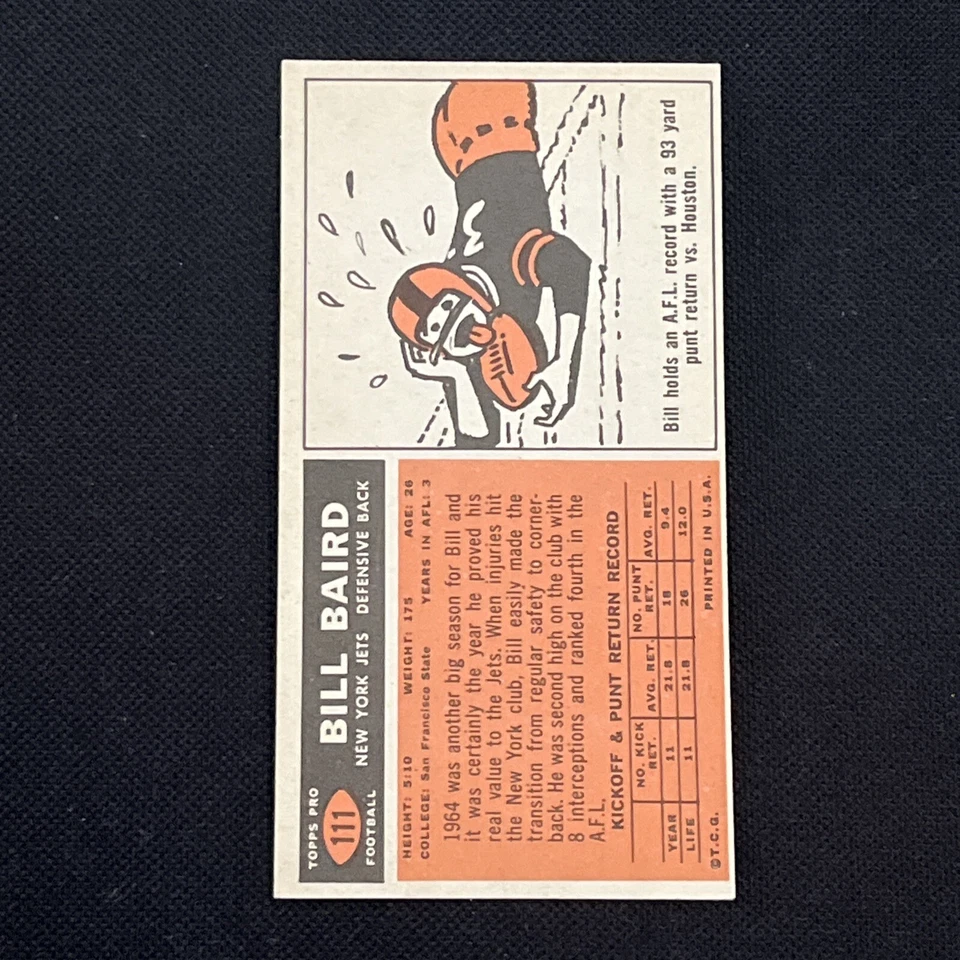 TOPPS PRO
111
FOOTBALL
BILL BAIRD
NEW YORK JETS DEFENSIVE BACK
HEIGHT: 5:10 WEIGHT: 175 AGE: 26
COLLEGE: San Francisco State YEARS IN AFL: 3
1964 was another big season for Bill and
it was certainly the year he proved his
real value to the Jets. When injuries hit
the New York club, Bill easily made the
transition from regular safety to corner-
back. He was second high on the club with
8 interceptions and ranked fourth in the
A.F.L.
KICKOFF & PUNT RETURN RECORD
NO. KICK RET. AVG. RET. NO. PUNT RET. AVG. RET.
YEAR 11 21.8 18 9.4
LIFE 11 21.8 26 12.0
©T.C.G. PRINTED IN U.S.A.
Bill holds an A.F.L. record with a 93 yard
punt return vs. Houston.